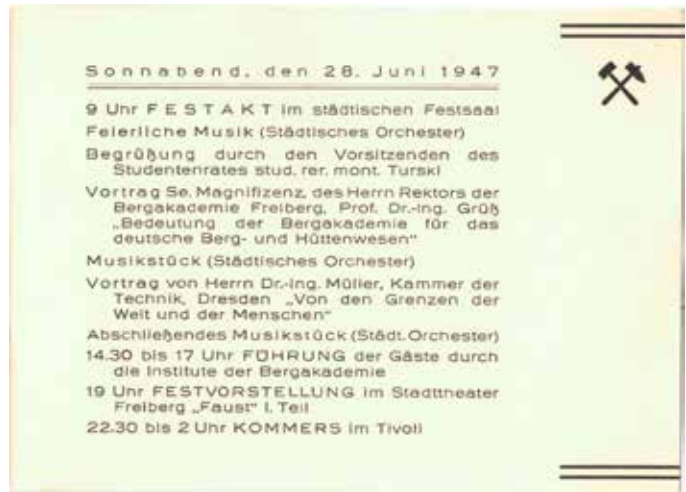 Sonnabend, den 28. Juni 1947
9 Uhr FESTAKT im städtischen Festsaal
Feierliche Musik (Städtisches Orchester)
Begrüßung durch den Vorsitzenden des
Studentenrates stud. rer. mont. Turski
Vortrag Se. Magnifizenz, des Herrn Rektors der
Bergakademie Freiberg, Prof. Dr.-Ing. Grüß
„Bedeutung der Bergakademie für das
deutsche Berg- und Hüttenwesen“
Musikstück (Städtisches Orchester)
Vortrag von Herrn Dr.-Ing. Müller, Kammer der
Technik, Dresden „Von den Grenzen der
Welt und der Menschen“
Abschließendes Musikstück (Städt. Orchester)
14.30 bis 17 Uhr FÜHRUNG der Gäste durch
die Institute der Bergakademie
19 Uhr FESTVORSTELLUNG im Stadttheater
Freiberg „Faust“ I. Teil
22.30 bis 2 Uhr KOMMERS im Tivoli